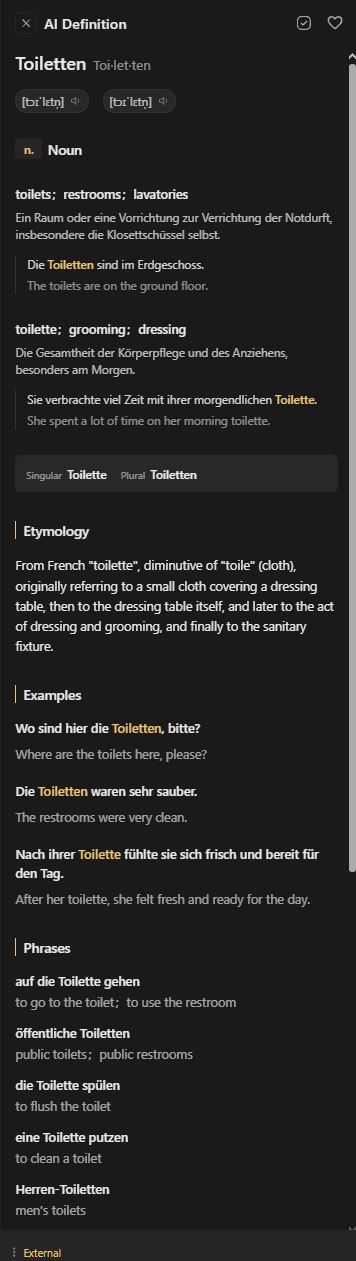 AI Definition
Toiletten Toi·let·ten
[tɔɪˈlɛtn̩] [tɔɪˈlɛtn̩]
n. Noun
toilets；restrooms；lavatories
Ein Raum oder eine Vorrichtung zur Verrichtung der Notdurft,
insbesondere die Klosettschüssel selbst.
Die Toiletten sind im Erdgeschoss.
The toilets are on the ground floor.
toilette；grooming；dressing
Die Gesamtheit der Körperpflege und des Anziehens,
besonders am Morgen.
Sie verbrachte viel Zeit mit ihrer morgendlichen Toilette.
She spent a lot of time on her morning toilette.
Singular Toilette Plural Toiletten
Etymology
From French "toilette", diminutive of "toile" (cloth),
originally referring to a small cloth covering a dressing
table, then to the dressing table itself, and later to the act
of dressing and grooming, and finally to the sanitary
fixture.
Examples
Wo sind hier die Toiletten, bitte?
Where are the toilets here, please?
Die Toiletten waren sehr sauber.
The restrooms were very clean.
Nach ihrer Toilette fühlte sie sich frisch und bereit für
den Tag.
After her toilette, she felt fresh and ready for the day.
Phrases
auf die Toilette gehen
to go to the toilet；to use the restroom
öffentliche Toiletten
public toilets；public restrooms
die Toilette spülen
to flush the toilet
eine Toilette putzen
to clean a toilet
Herren-Toiletten
men's toilets
External